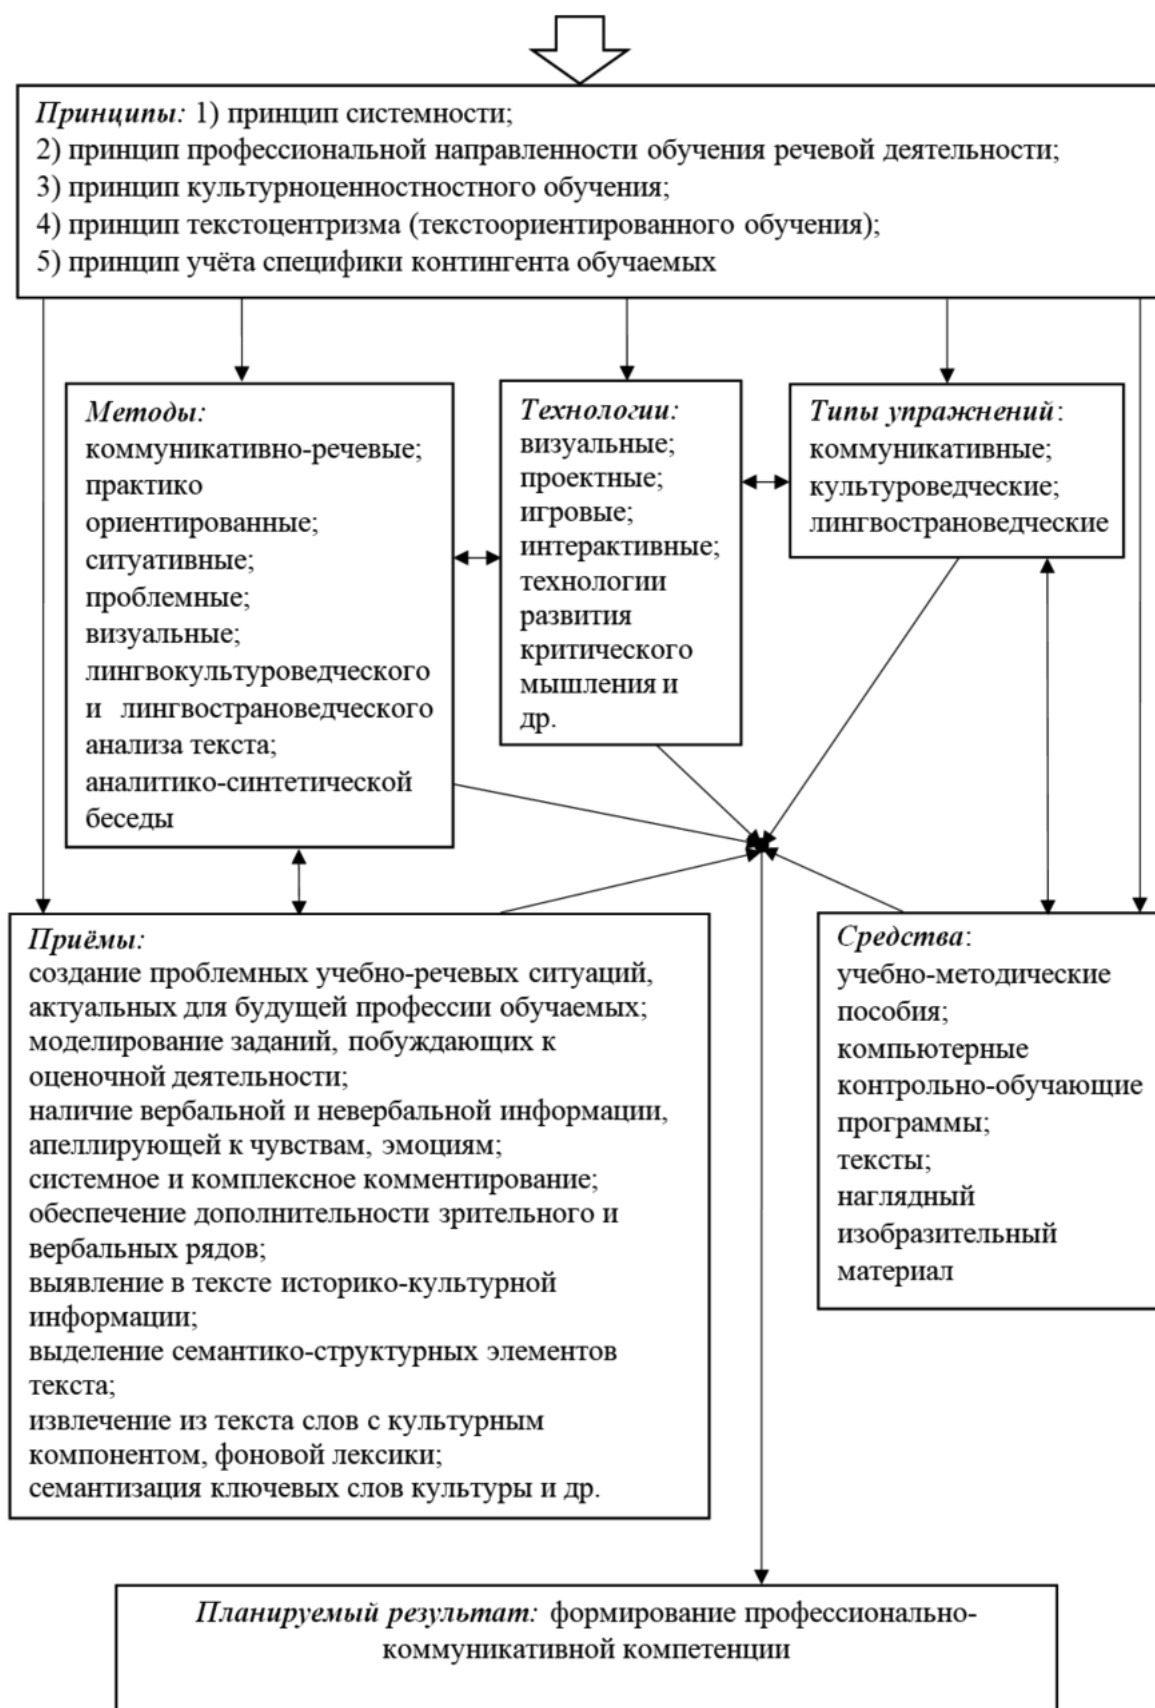 Принципы: 1) принцип системности;
2) принцип профессиональной направленности обучения речевой деятельности;
3) принцип культурноценностностного обучения;
4) принцип текстоцентризма (текстоориентированного обучения);
5) принцип учёта специфики контингента обучаемых
Методы:
коммуникативно-речевые;
практико
ориентированные;
ситуативные;
проблемные;
визуальные;
лингвокультуроведческого
и лингвострановедческого
анализа текста;
аналитико-синтетической
беседы
Технологии:
визуальные;
проектные;
игровые;
интерактивные;
технологии
развития
критического
мышления и
др.
Типы упражнений:
коммуникативные;
культуроведческие;
лингвострановедческие
Приёмы:
создание проблемных учебно-речевых ситуаций,
актуальных для будущей профессии обучаемых;
моделирование заданий, побуждающих к
оценочной деятельности;
наличие вербальной и невербальной информации,
апеллирующей к чувствам, эмоциям;
системное и комплексное комментирование;
обеспечение дополнительности зрительного и
вербальных рядов;
выявление в тексте историко-культурной
информации;
выделение семантико-структурных элементов
текста;
извлечение из текста слов с культурным
компонентом, фоновой лексики;
семантизация ключевых слов культуры и др.
Средства:
учебно-методические
пособия;
компьютерные
контрольно-обучающие
программы;
тексты;
наглядный
изобразительный
материал
Планируемый результат: формирование профессионально-
коммуникативной компетенции